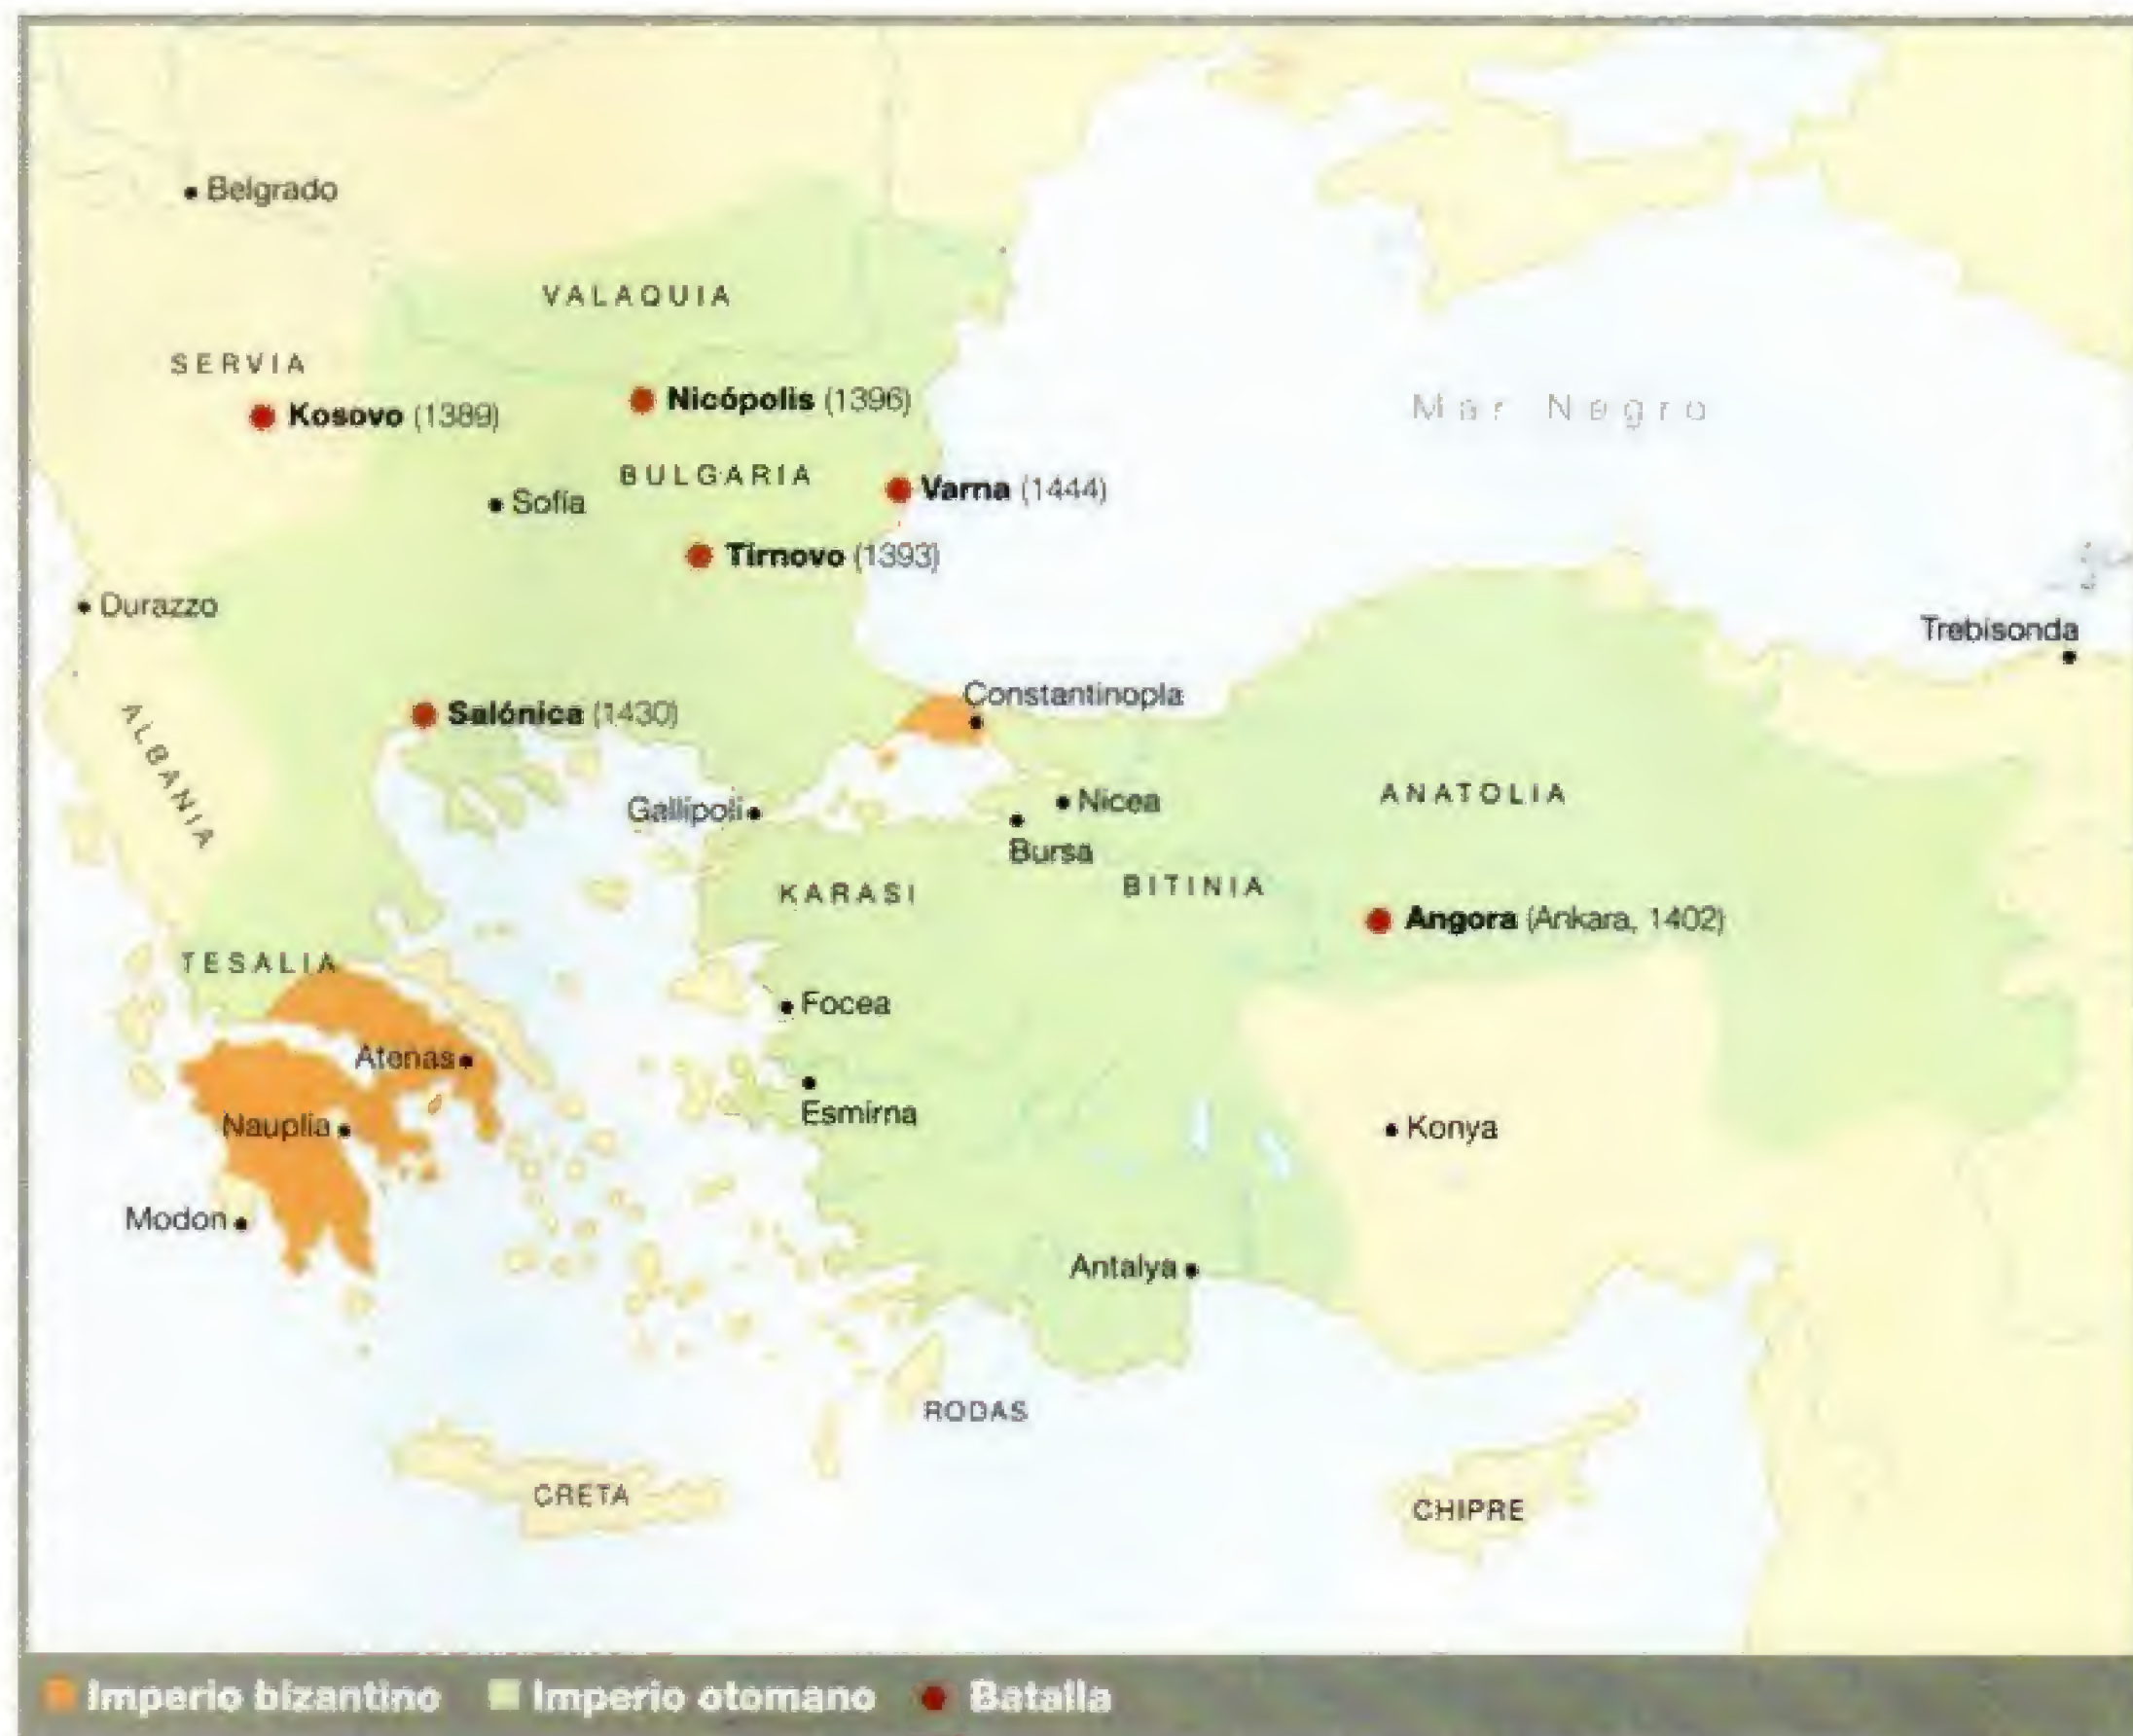 Belgrado
VALAQUIA
SERVIA
Nicópolis (1396)
Kosovo (1389)
Mar Negro
BULGARIA
Varna (1444)
Sofía
Tirnovo (1393)
Durazzo
Trebisonda
Constantinopla
Salónica (1430)
ALBANIA
ANATOLIA
Nicea
Gallípoli
Bursa
BITINIA
KARASI
Angora (Ankara, 1402)
TESALIA
Focea
Atenas
Esmirna
Nauplia
Konya
Modon
Antalya
RODAS
CRETA
CHIPRE
Imperio bizantino Imperio otomano Batalla